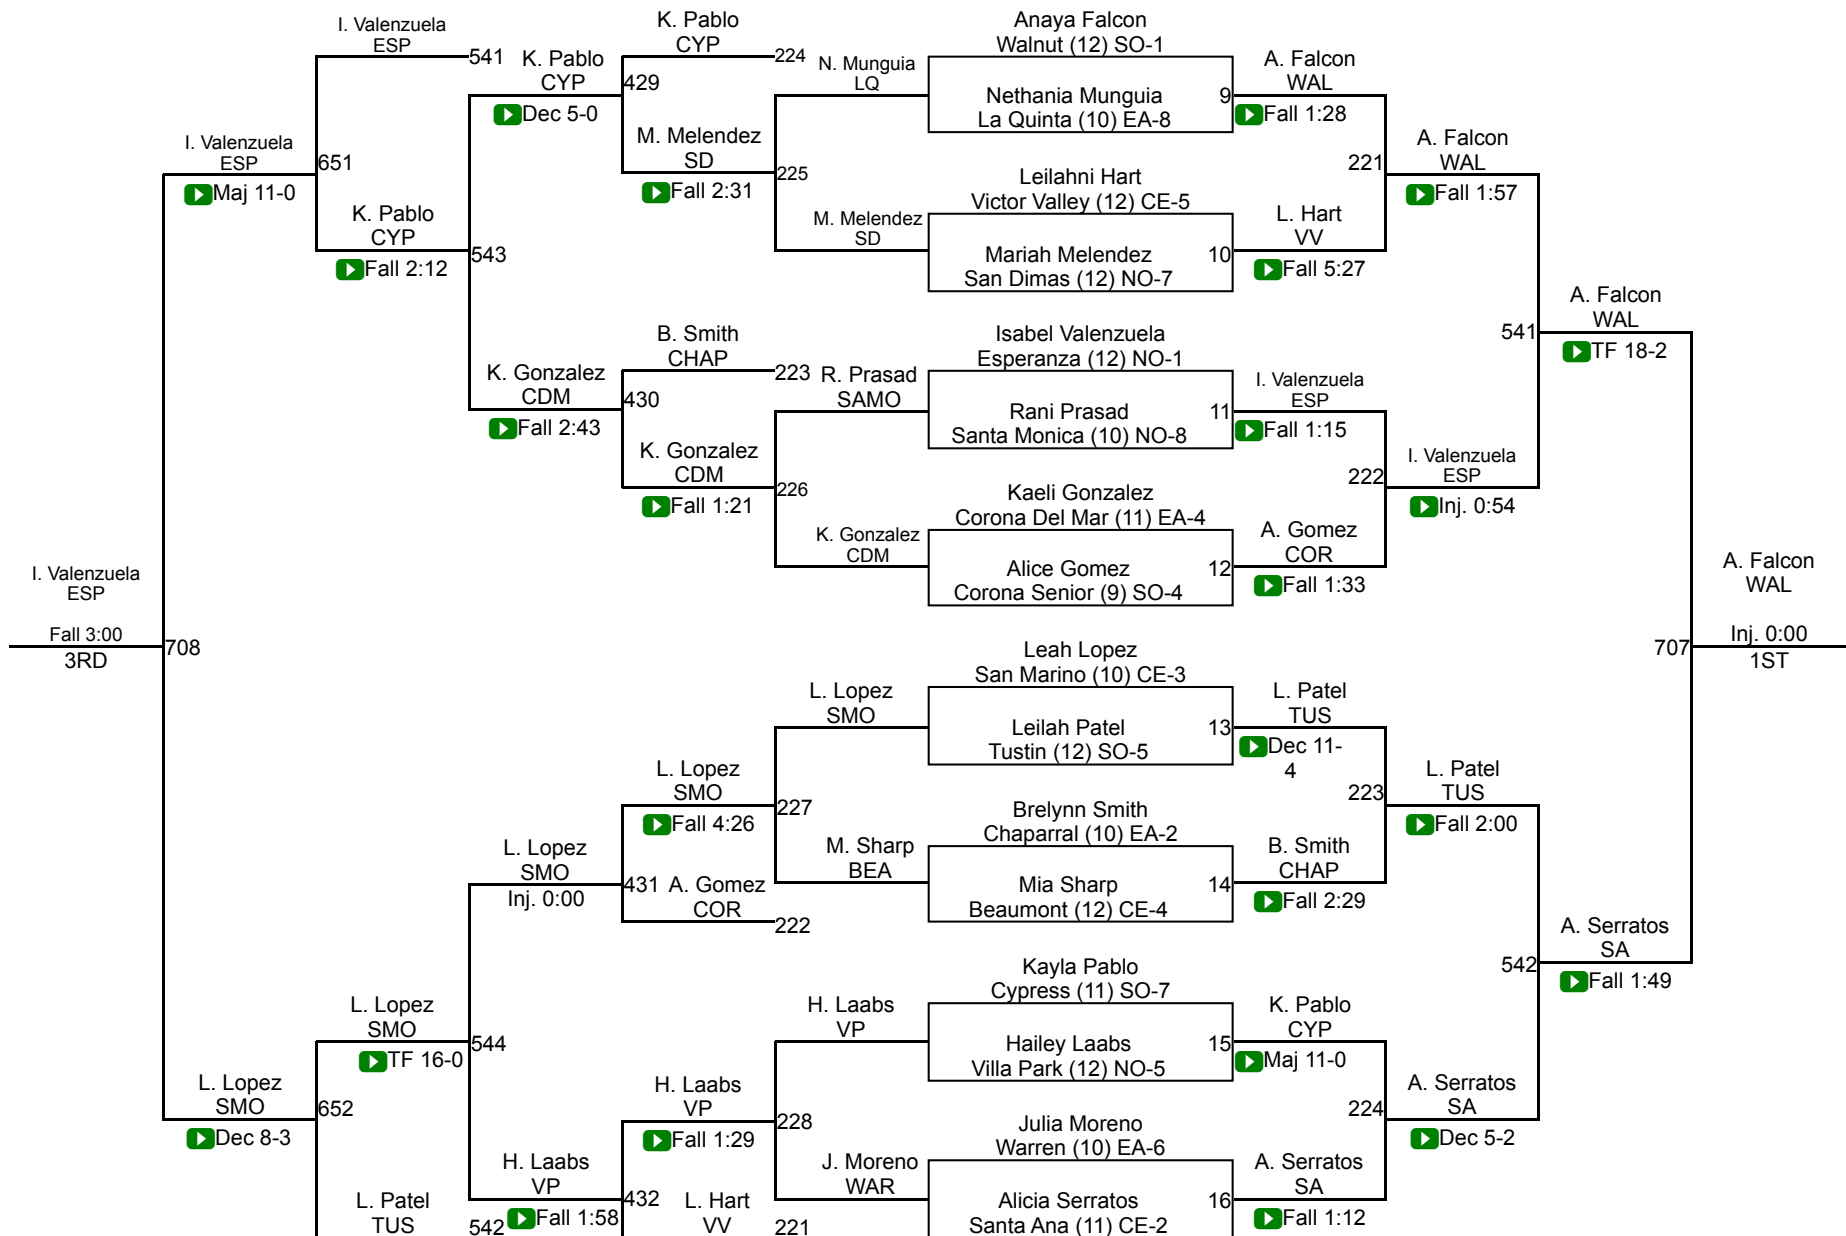 I. Valenzuela
ESP
541
K. Pablo
CYP
Dec 5-0
K. Pablo
CYP
224
429
M. Melendez
SD
Fall 2:31
225
N. Munguia
LQ
M. Melendez
SD
Anaya Falcon
Walnut (12) SO-1
Nethania Munguia
La Quinta (10) EA-8
9
A. Falcon
WAL
Fall 1:28
Leilahni Hart
Victor Valley (12) CE-5
Mariah Melendez
San Dimas (12) NO-7
10
L. Hart
VV
Fall 5:27
221
A. Falcon
WAL
Fall 1:57
I. Valenzuela
ESP
Maj 11-0
651
K. Pablo
CYP
Fall 2:12
543
K. Gonzalez
CDM
Fall 2:43
B. Smith
CHAP
223
430
K. Gonzalez
CDM
Fall 1:21
226
R. Prasad
SAMO
K. Gonzalez
CDM
Isabel Valenzuela
Esperanza (12) NO-1
Rani Prasad
Santa Monica (10) NO-8
11
I. Valenzuela
ESP
Fall 1:15
Kaeli Gonzalez
Corona Del Mar (11) EA-4
Alice Gomez
Corona Senior (9) SO-4
12
A. Gomez
COR
Fall 1:33
222
I. Valenzuela
ESP
Inj. 0:54
541
A. Falcon
WAL
TF 18-2
I. Valenzuela
ESP
Fall 3:00
3RD
708
707
A. Falcon
WAL
Inj. 0:00
1ST
L. Lopez
SMO
Leah Lopez
San Marino (10) CE-3
Leilah Patel
Tustin (12) SO-5
13
L. Patel
TUS
Dec 11-
4
L. Lopez
SMO
Fall 4:26
227
M. Sharp
BEA
Brelynn Smith
Chaparral (10) EA-2
Mia Sharp
Beaumont (12) CE-4
14
B. Smith
CHAP
Fall 2:29
223
L. Patel
TUS
Fall 2:00
L. Lopez
SMO
Inj. 0:00
431
A. Gomez
COR
222
542
A. Serratos
SA
Fall 1:49
L. Lopez
SMO
TF 16-0
544
H. Laabs
VP
Kayla Pablo
Cypress (11) SO-7
Hailey Laabs
Villa Park (12) NO-5
15
K. Pablo
CYP
Maj 11-0
L. Lopez
SMO
Dec 8-3
652
H. Laabs
VP
Fall 1:29
228
J. Moreno
WAR
Julia Moreno
Warren (10) EA-6
Alicia Serratos
Santa Ana (11) CE-2
16
A. Serratos
SA
Fall 1:12
224
A. Serratos
SA
Dec 5-2
L. Patel
TUS
542
H. Laabs
VP
Fall 1:58
432
L. Hart
VV
221